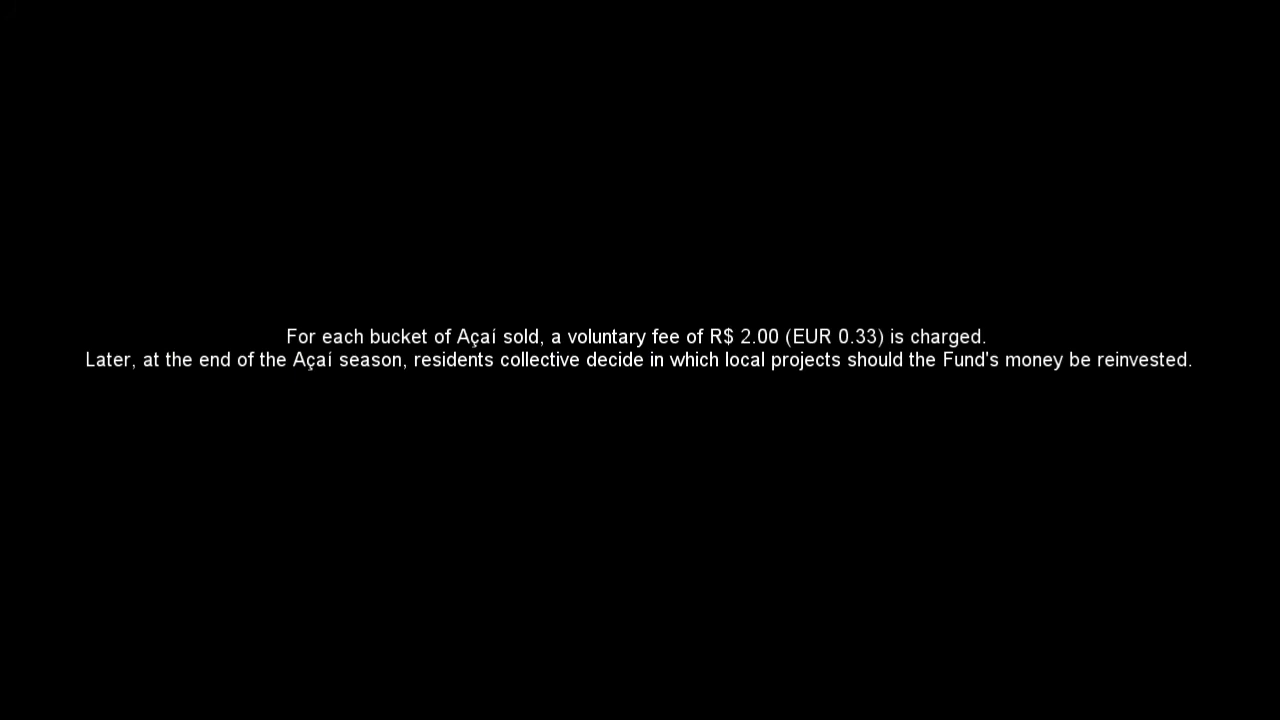 For each bucket of Açaí sold, a voluntary fee of R$ 2.00 (EUR 0.33) is charged.
Later, at the end of the Açaí season, residents collective decide in which local projects should the Fund's money be reinvested.